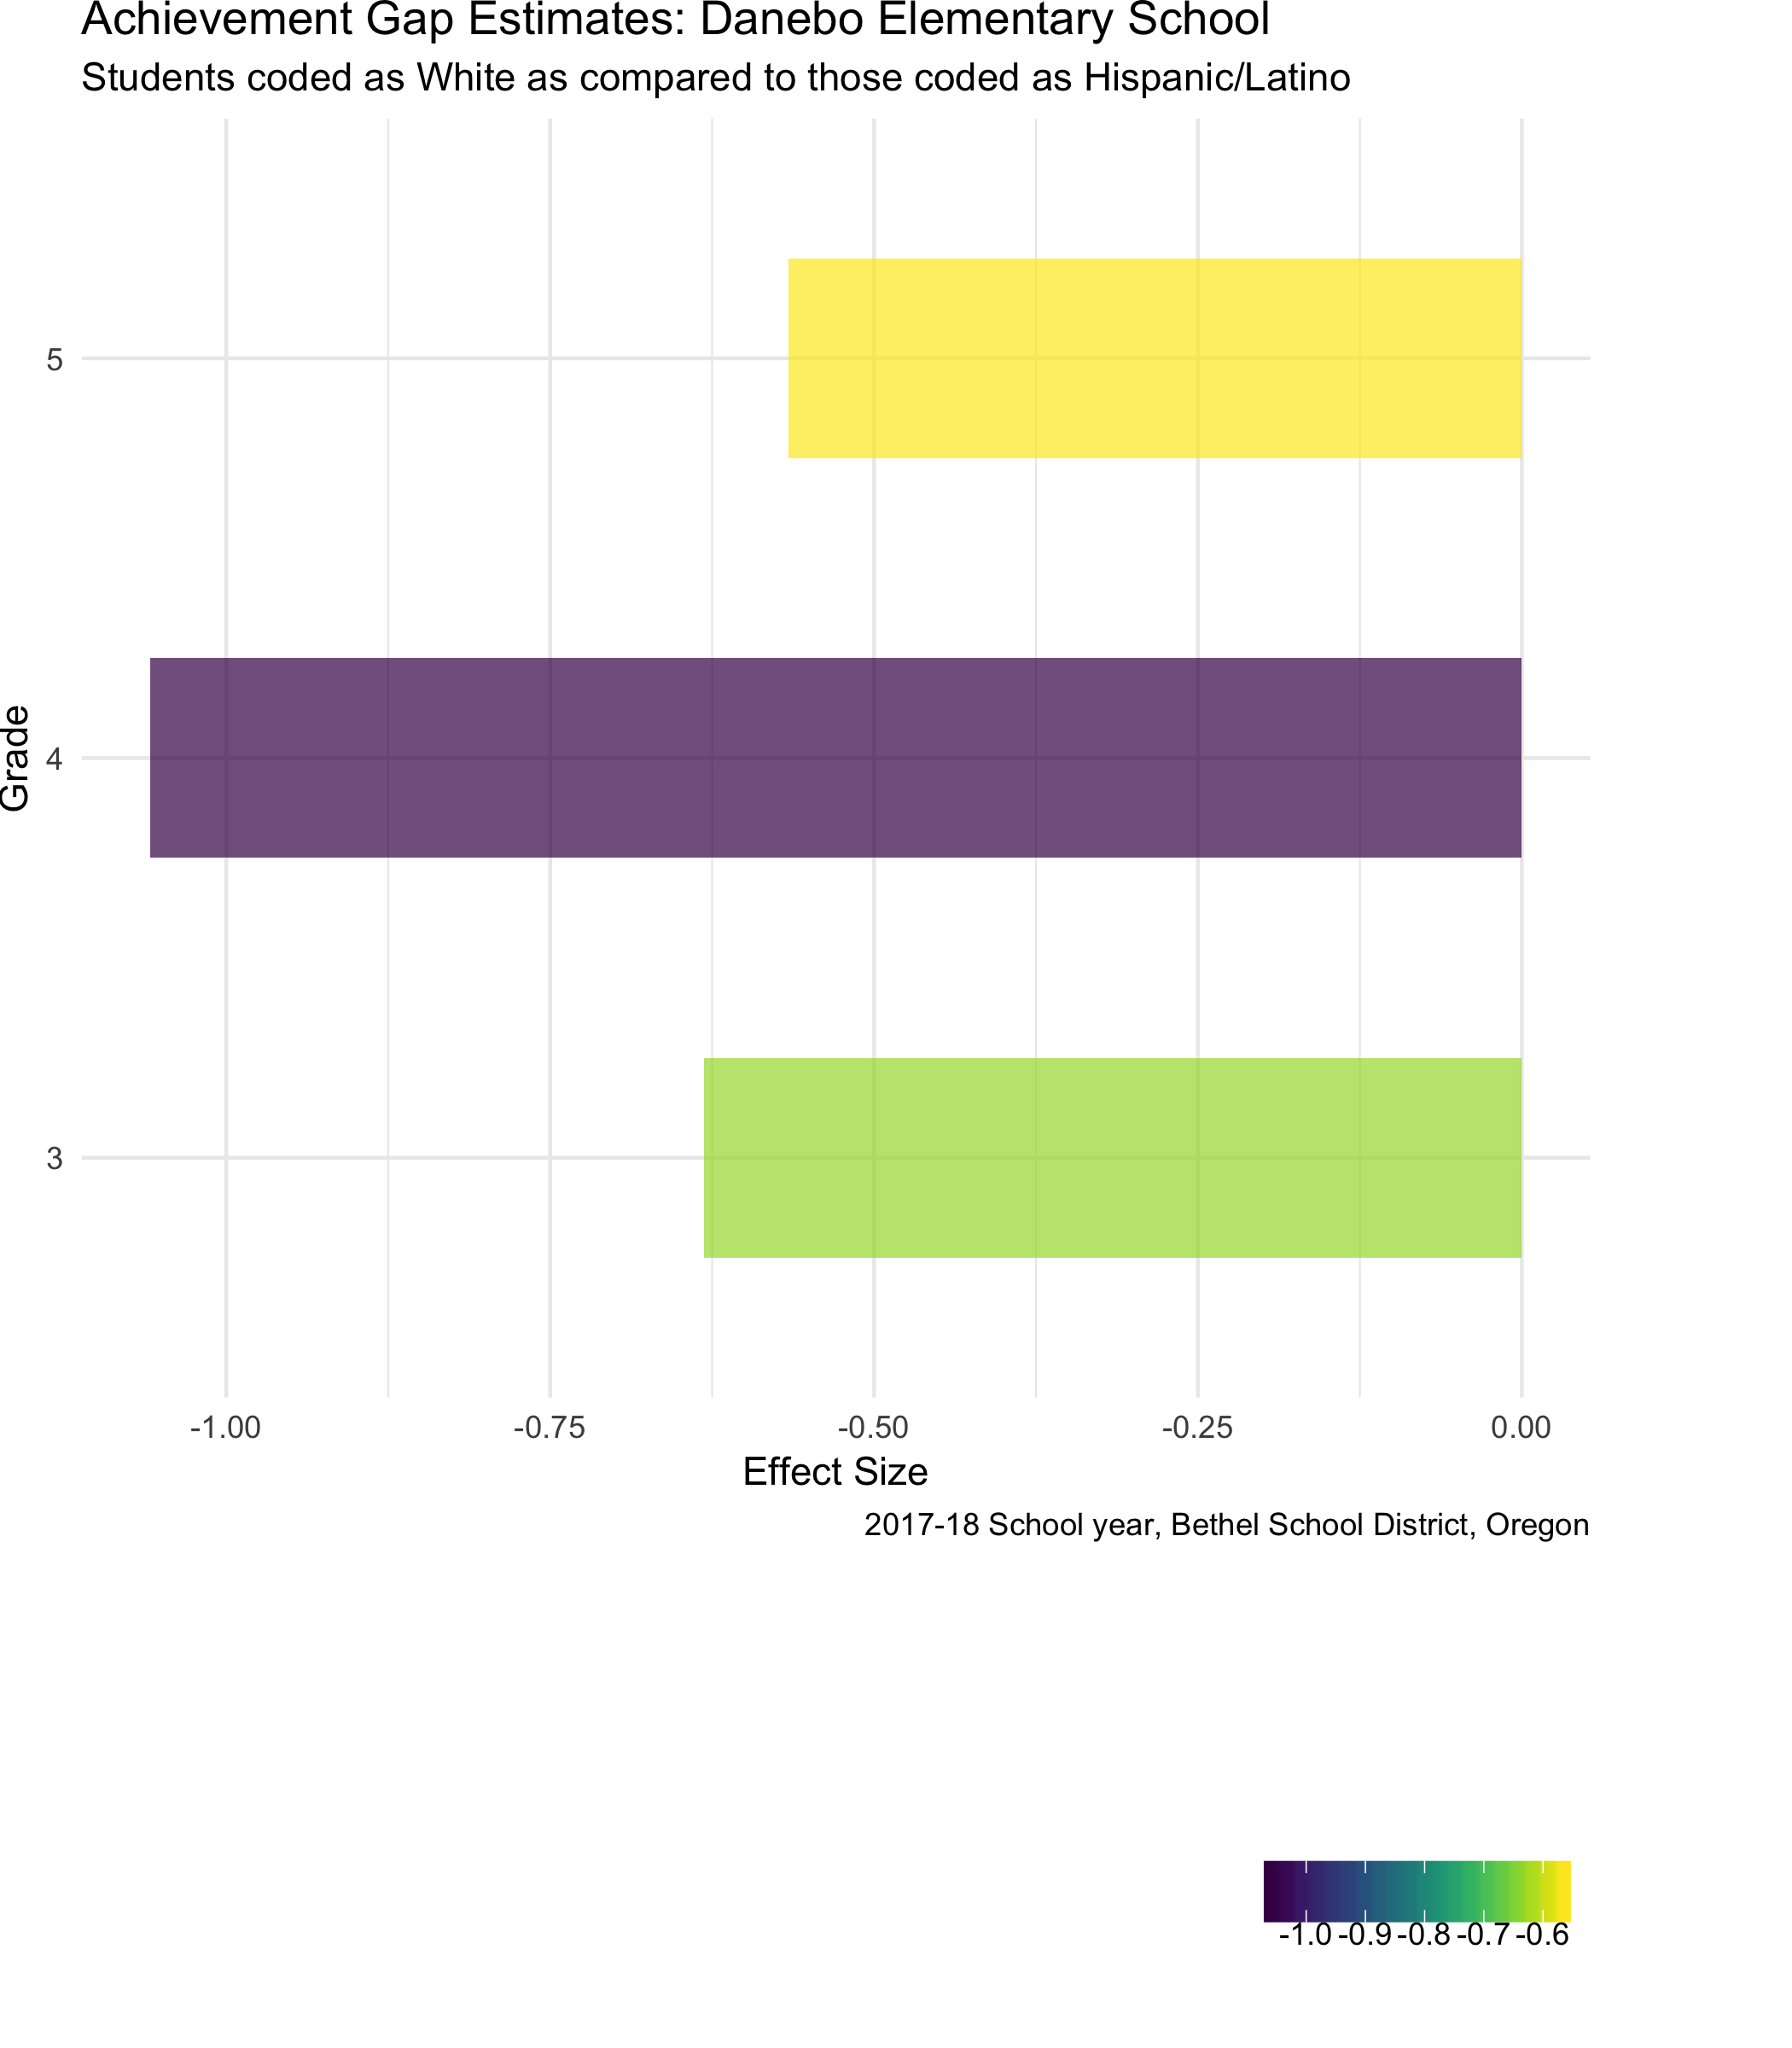 Achievement Gap Estimates: Danebo Elementary School
Students coded as White as compared to those coded as Hispanic/Latino
5
4
3
Grade
-1.00 -0.75 -0.50 -0.25 0.00
Effect Size
2017-18 School year, Bethel School District, Oregon
-1.0 -0.9 -0.8 -0.7 -0.6